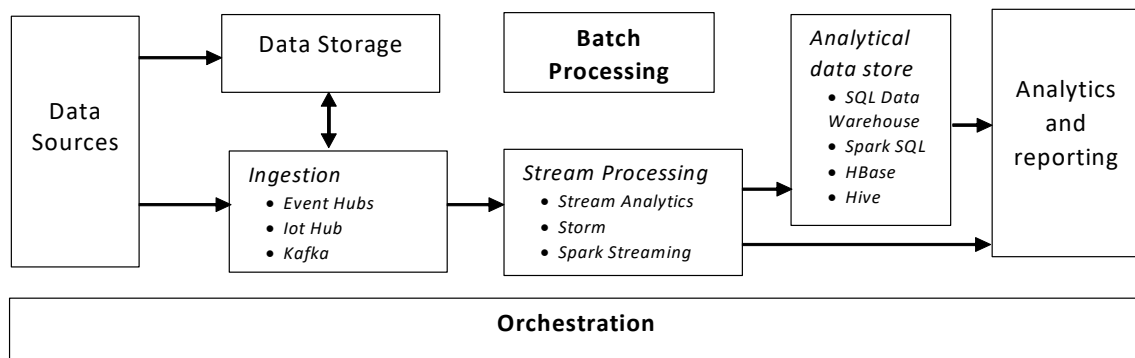 Data
Sources
Data Storage
Ingestion
• Event Hubs
• Iot Hub
• Kafka
Batch
Processing
Stream Processing
• Stream Analytics
• Storm
• Spark Streaming
Analytical
data store
• SQL Data
Warehouse
• Spark SQL
• HBase
• Hive
Analytics
and
reporting
Orchestration